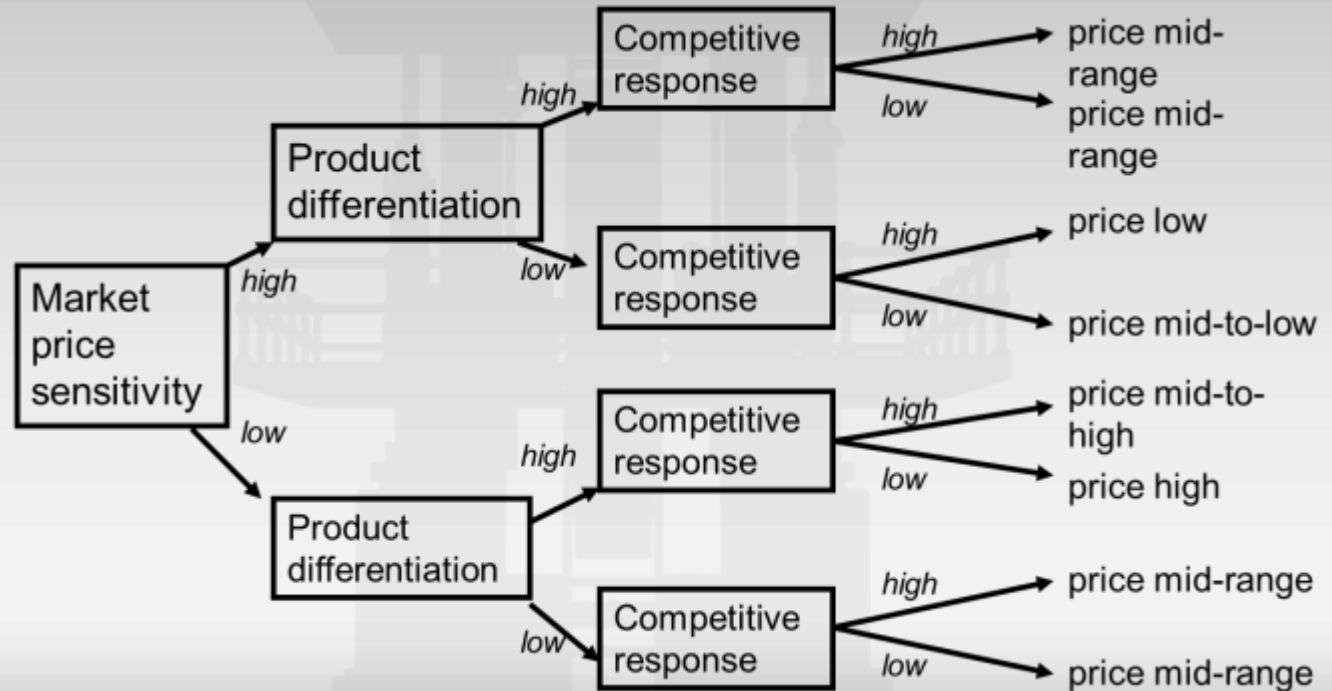 Market
price
sensitivity
high
low
Product
differentiation
high
low
Product
differentiation
high
low
Competitive
response
high
low
price mid-
range
price mid-
range
Competitive
response
high
low
price low
price mid-to-low
Competitive
response
high
low
price mid-to-
high
price high
Competitive
response
high
low
price mid-range
price mid-range